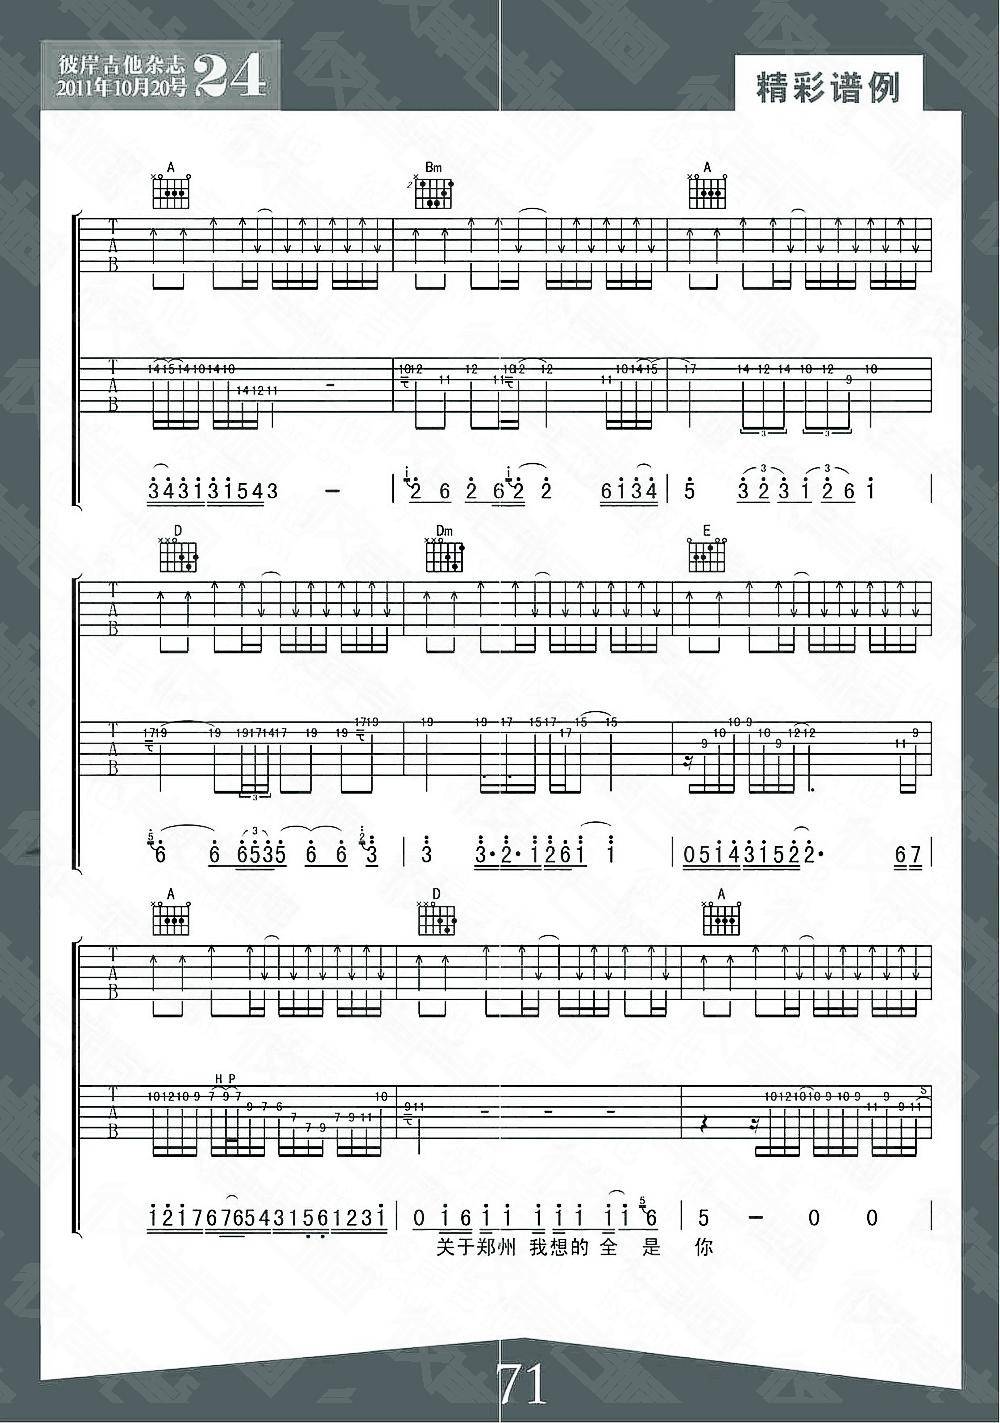 彼岸吉他杂志
2011年10月20号
24
精彩谱例
A Bm A
T A B
T A B
14 15 14 10 14 10 14 12 11 - 10 12 11 12 11 10 12 12 11 10 14 15 17 14 12 14 10 12 9 10
3 3
3 4 3 1 3 1 5 4 3 - 2 6 2 6 2 2 6 1 3 4 5 3 2 3 1 2 6 1
D Dm E
T A B
T A B
17 19 19 19 17 14 17 19 19 17 19 19 19 17 15 17 17 15 15 9 10 10 9 10 9 12 12 11 9
3
6 6 6 5 3 5 6 6 3 3 3· 2· 1 2 6 1 1 0 5 1 4 3 1 5 2 2· 6 7
A D A
T A B
T A B
H P
10 12 10 9 7 9 7 9 7 6 7 7 9 7 9 11 10 9 11 - - - 10 12 10 10 9 10 9 11 9 9 11 S
1 2 1 7 6 7 6 5 4 3 1 5 6 1 2 3 1 0 1 6 1 1 1 1 1 1 1 6 5 - 0 0
关于郑州 我想的 全 是 你
71